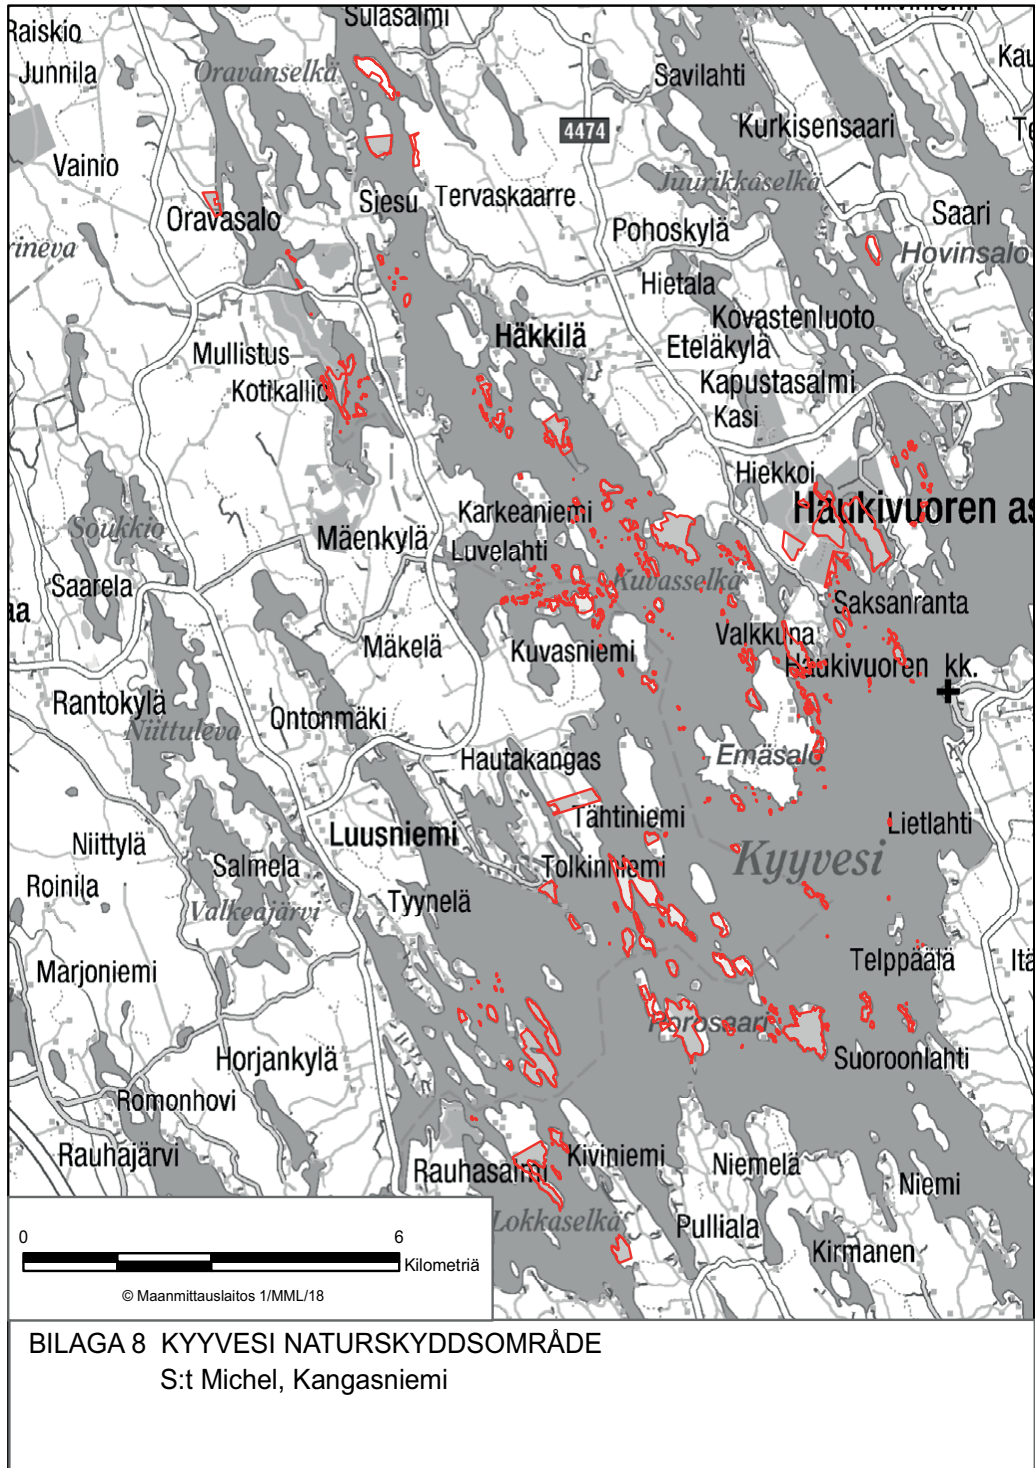 Raiskio
Sulasalmi
Junnila
Oravanselkä
Savilahti
4474
Kurkisensaari
Vainio
Juurikkaselkä
Siesu
Tervaskaarre
Saari
Oravasalo
Pohoskylä
Hovinsalo
Hietala
Kovastenluoto
Häkkilä
Eteläkylä
Mullistus
Kotikallio
Kapustasalmi
Kasi
Hiekkoi
Karkeaniemi
Haukivuoren as
Soukkio
Mäenkylä
Luvelahti
Kuvasselkä
Saarela
Saksanranta
Mäkelä
Kuvasniemi
Valkkuna
Haukivuoren kk.
Rantokylä
Niittuleva
Ontonmäki
Hautakangas
Emäsalo
Tähtiniemi
Lietlahti
Luusniemi
Niittylä
Salmela
Kyyvesi
Tolkinniemi
Roinila
Valkeajärvi
Tyynelä
Marjoniemi
Telppäälä
Porosaari
Horjankylä
Suoroonlahti
Romonhovi
Rauhajärvi
Rauhasalmi
Kiviniemi
Niemelä
Niemi
Lokkaselkä
Pulliala
Kirmanen
0 6
Kilometriä
© Maanmittauslaitos 1/MML/18
BILAGA 8 KYYVESI NATURSKYDDSOMRÅDE
S:t Michel, Kangasniemi